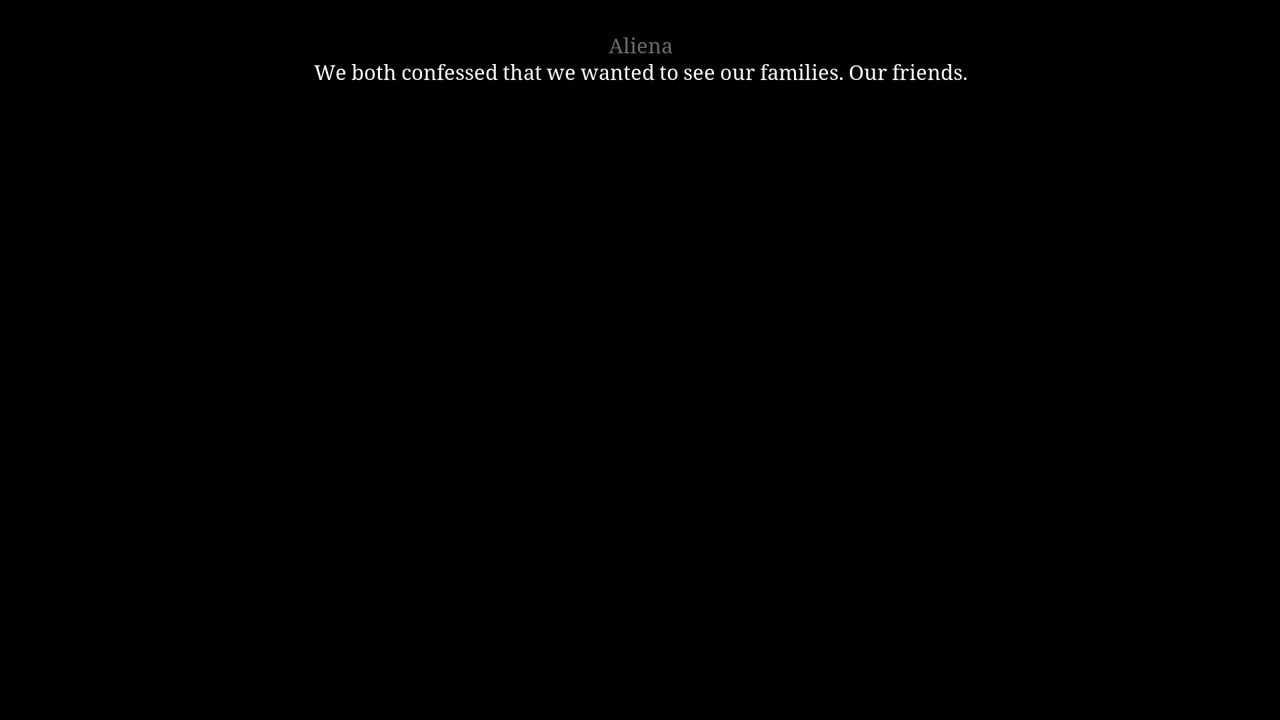 Aliena
We both confessed that we wanted to see our families. Our friends.